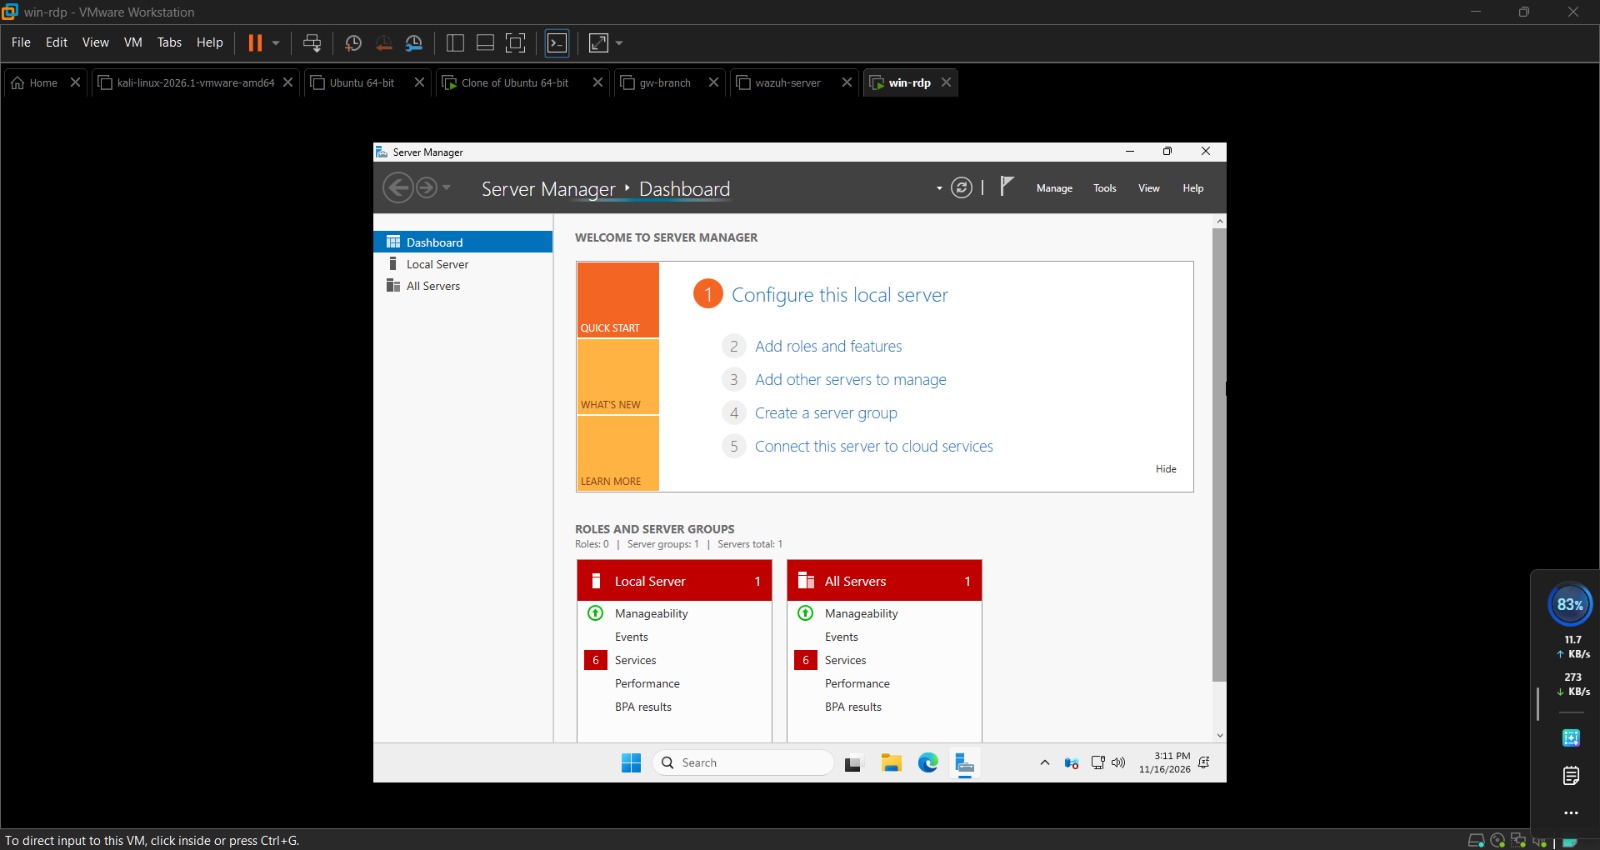 win-rdp - VMware Workstation
File Edit View VM Tabs Help
Home kali-linux-2026.1-vmware-amd64 Ubuntu 64-bit Clone of Ubuntu 64-bit gw-branch wazuh-server win-rdp
Server Manager
Server Manager Dashboard Manage Tools View Help
Dashboard
Local Server
All Servers
WELCOME TO SERVER MANAGER
QUICK START
WHAT'S NEW
LEARN MORE
1 Configure this local server
2 Add roles and features
3 Add other servers to manage
4 Create a server group
5 Connect this server to cloud services
Hide
ROLES AND SERVER GROUPS
Roles: 0 | Server groups: 1 | Servers total: 1
Local Server 1
Manageability
Events
6 Services
Performance
BPA results
All Servers 1
Manageability
Events
6 Services
Performance
BPA results
Search
3:11 PM
11/16/2026
83%
11.7
↑ KB/s
273
↓ KB/s
To direct input to this VM, click inside or press Ctrl+G.